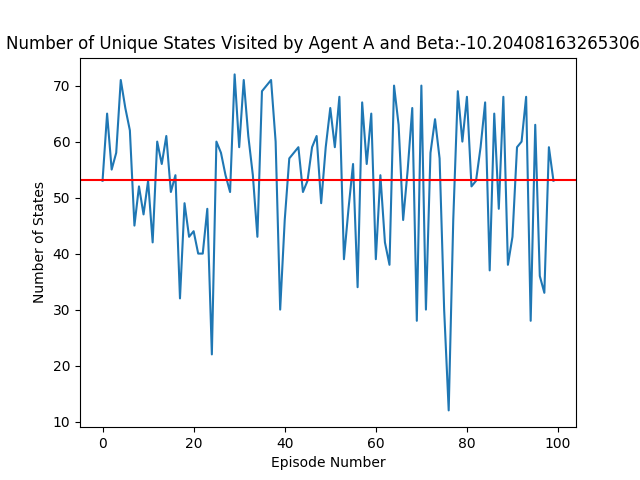 Number of Unique States Visited by Agent A and Beta:-10.20408163265306
70
60
50
40
30
20
10
Number of States
0 20 40 60 80 100
Episode Number